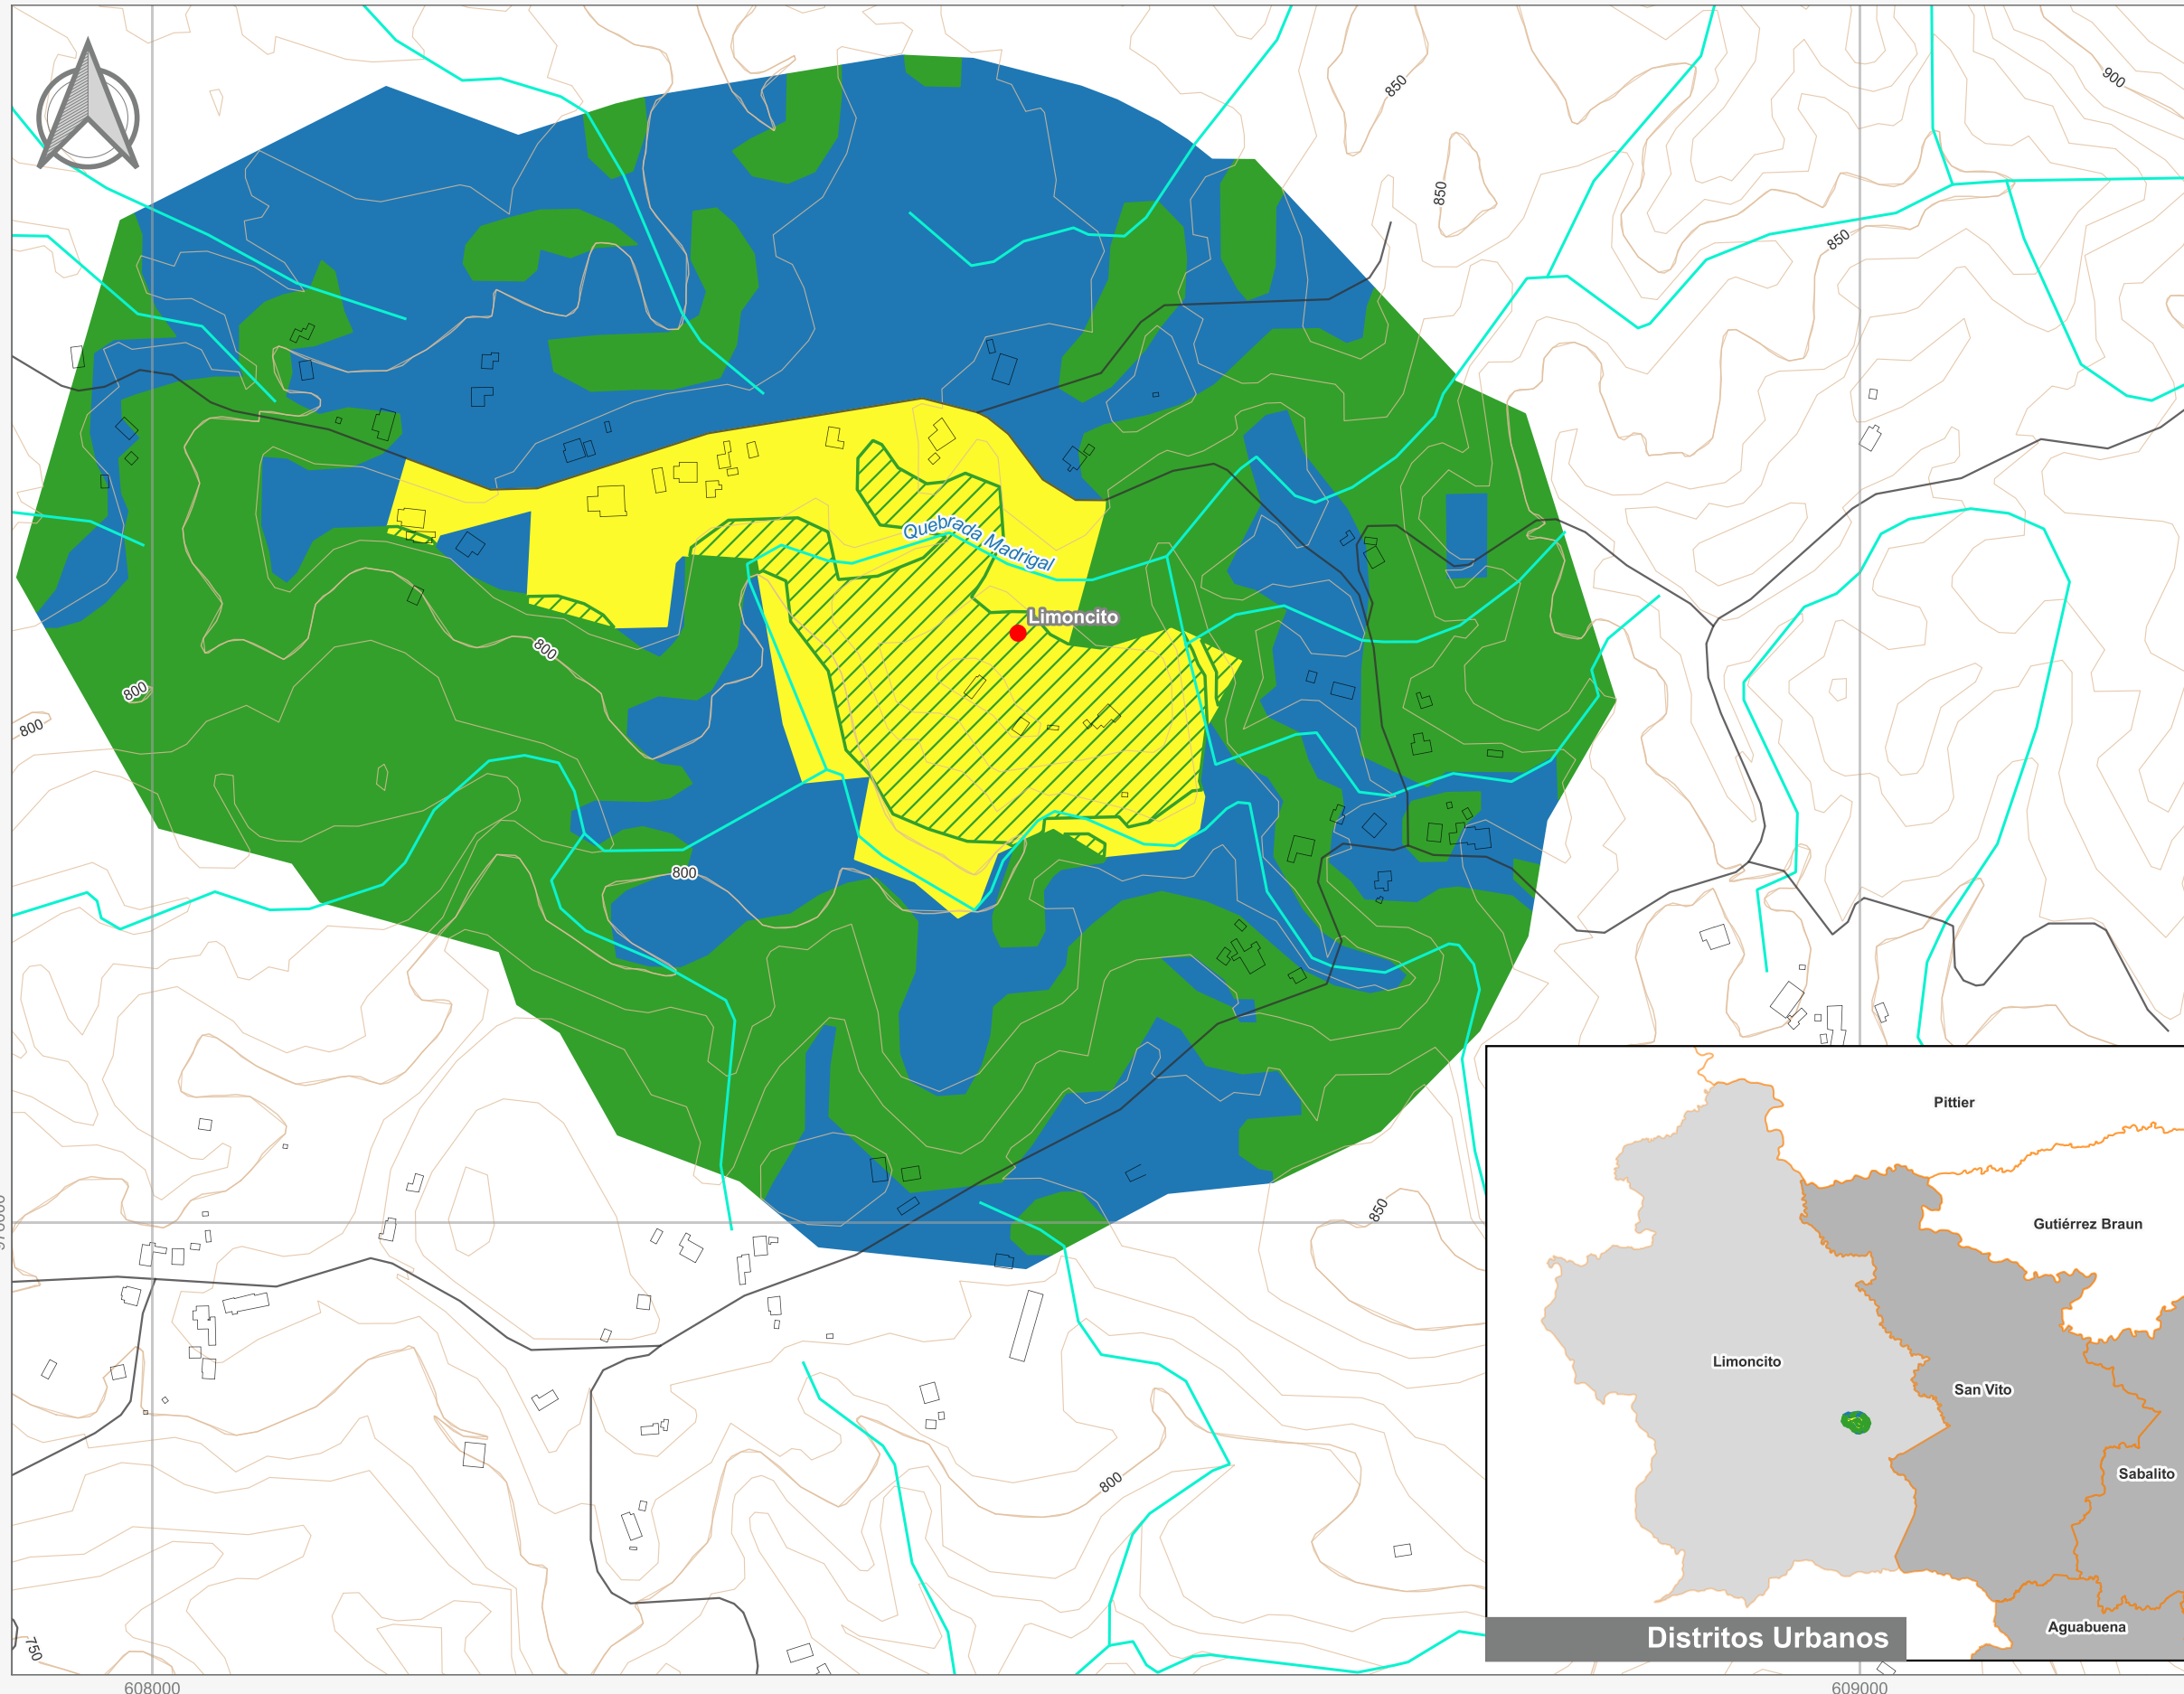 900
850
850
850
Quebrada Madrigal
Limoncito
800
800
800
800
850
800
750
Pittier
Gutiérrez Braun
Limoncito
San Vito
Sabalito
Aguabuena
Distritos Urbanos
608000
609000